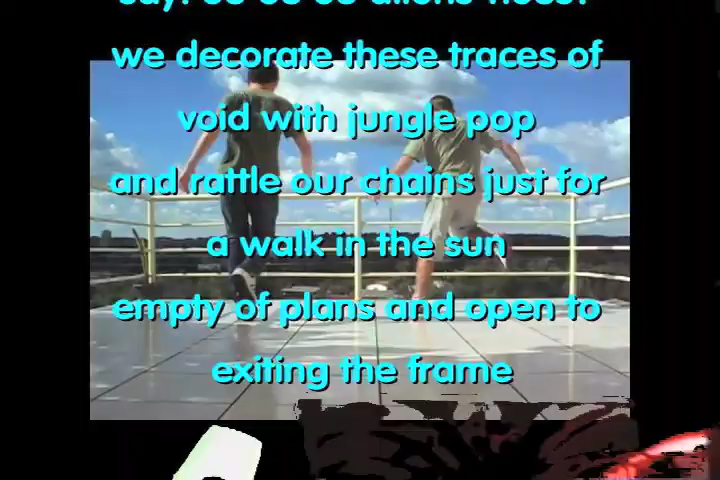 we decorate these traces of
void with jungle pop
and rattle our chains just for
a walk in the sun
empty of plans and open to
exiting the frame